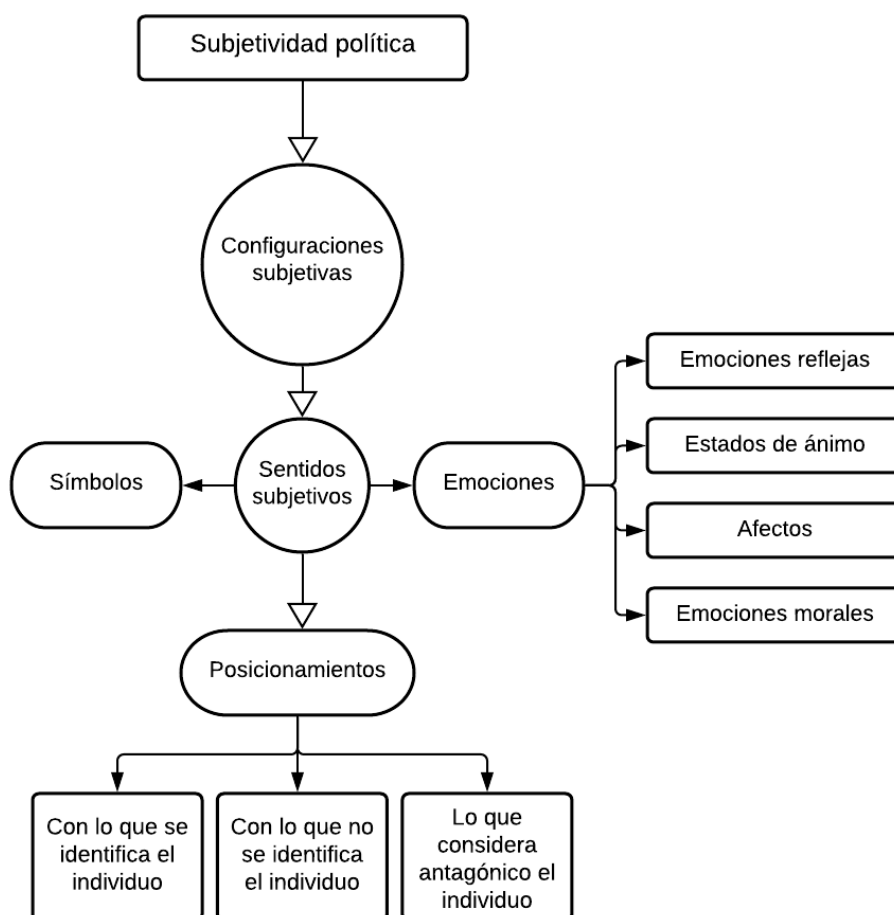 Subjetividad política
Configuraciones
subjetivas
Emociones reflejas
Estados de ánimo
Símbolos
Sentidos
subjetivos
Emociones
Afectos
Emociones morales
Posicionamientos
Con lo que se
identifica el
individuo
Con lo que no
se identifica
el individuo
Lo que
considera
antagónico el
individuo